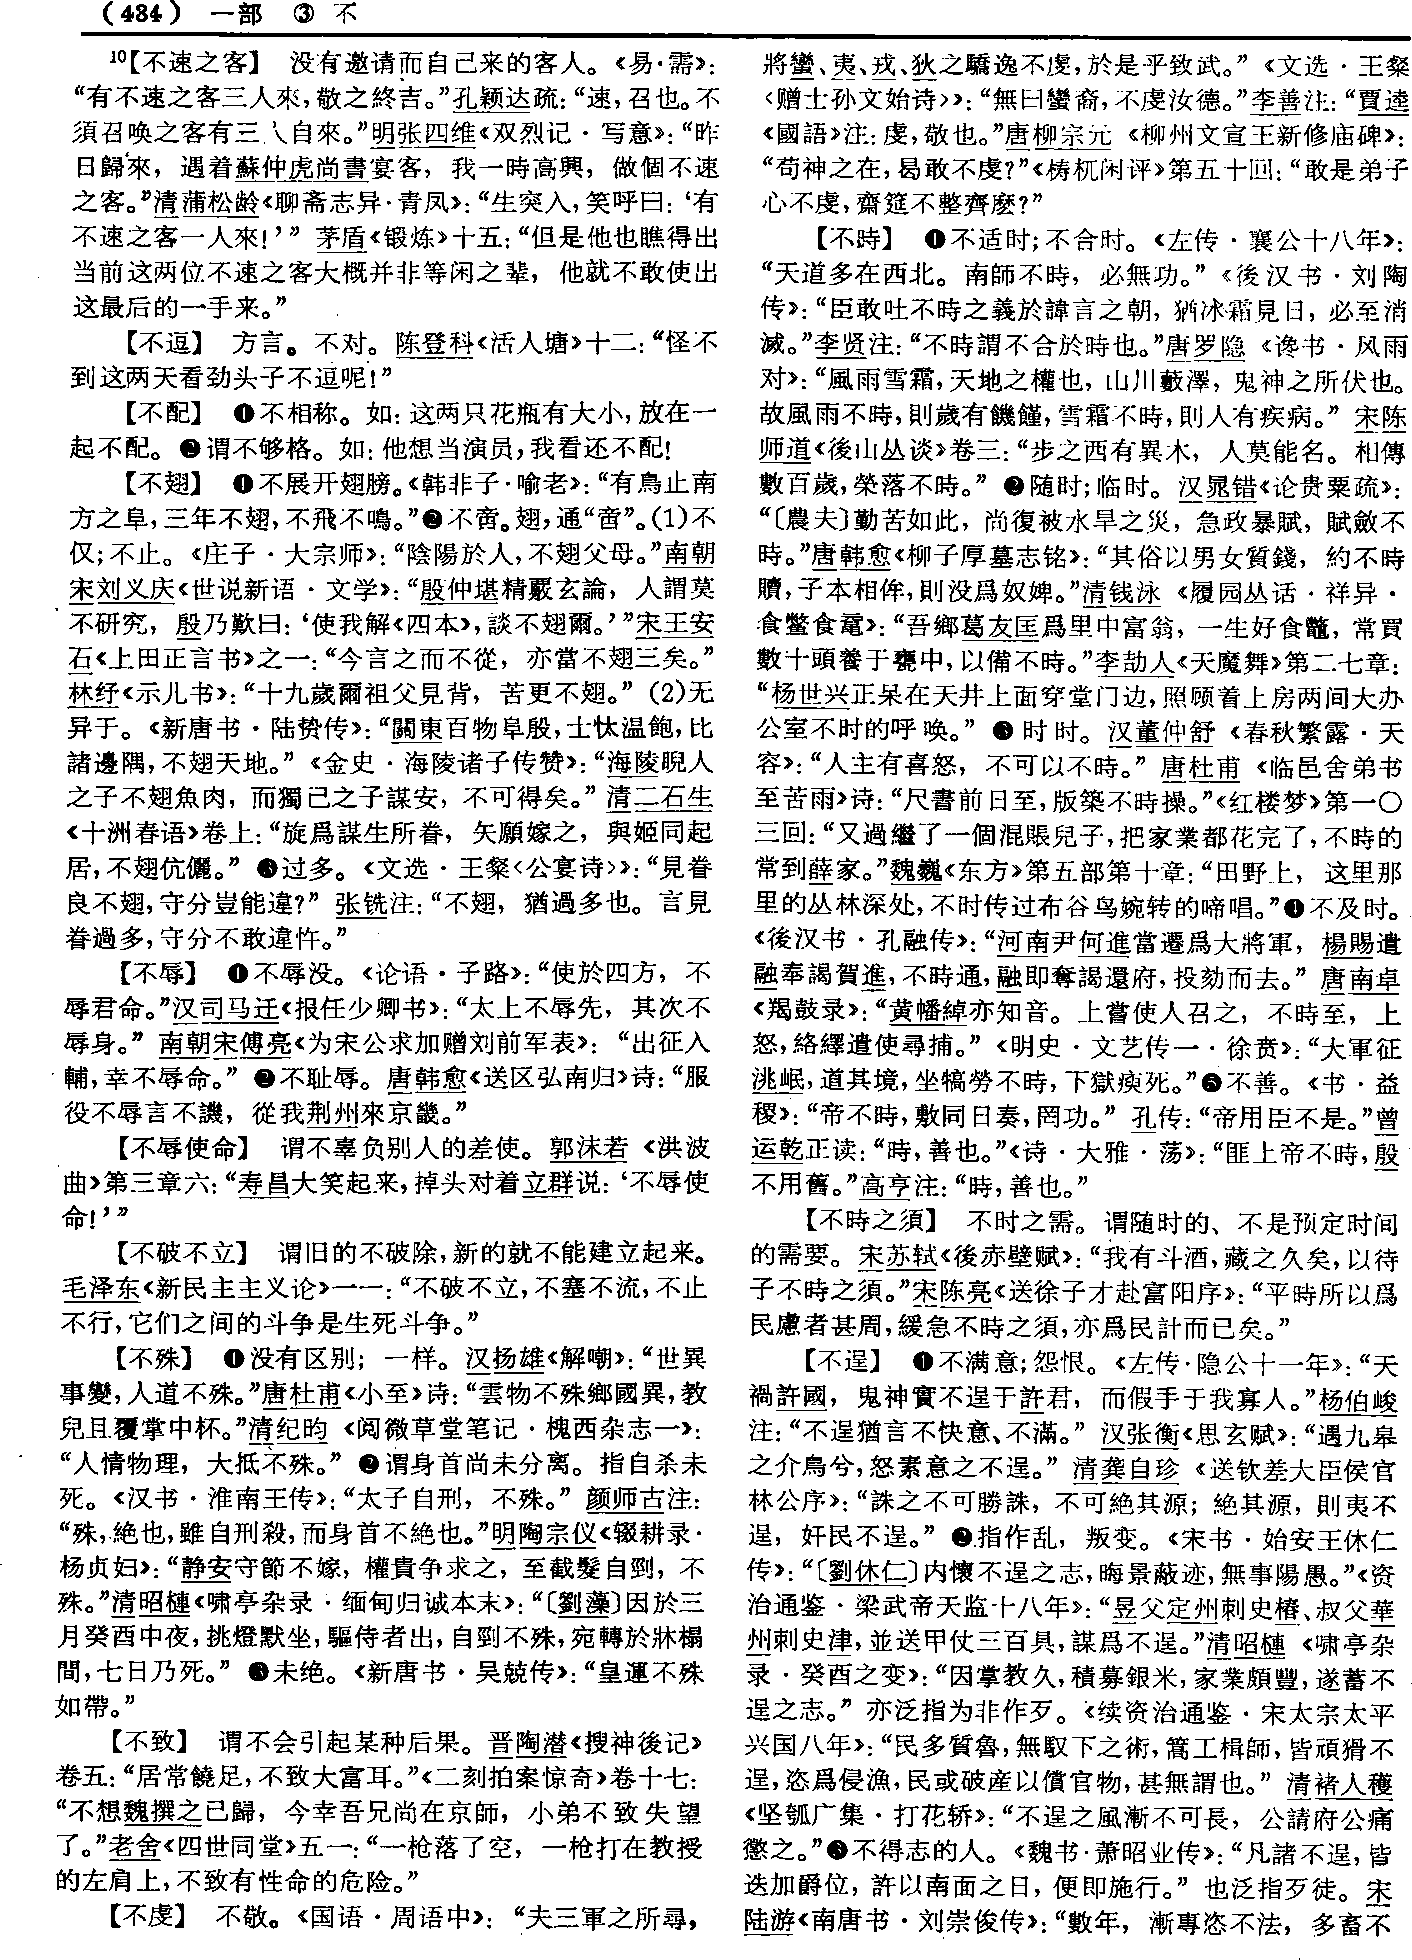 （434） 一部 ③ 不
10【不速之客】 没有邀请而自己来的客人。《易·需》：
“有不速之客三人來，敬之終吉。”孔颖达疏：“速，召也。不
須召唤之客有三人自來。”明张四维《双烈记·写意》：“昨
日歸來，遇着蘇仲虎尚書宴客，我一時高興，做個不速
之客。”清蒲松龄《聊斋志异·青凤》：“生突入，笑呼曰：‘有
不速之客一人來！’” 茅盾《锻炼》十五：“但是他也瞧得出
当前这两位不速之客大概并非等闲之辈，他就不敢使出
这最后的一手来。”
【不逗】 方言。不对。陈登科《活人塘》十二：“怪不
到这两天看劲头子不逗呢！”
【不配】 ❶不相称。如：这两只花瓶有大小，放在一
起不配。❷谓不够格。如：他想当演员，我看还不配！
【不翅】 ❶不展开翅膀。《韩非子·喻老》：“有鳥止南
方之阜，三年不翅，不飛不鳴。”❷不啻。翅，通“啻”。(1)不
仅；不止。《庄子·大宗师》：“陰陽於人，不翅父母。”南朝
宋刘义庆《世说新语·文学》：“殷仲堪精覈玄論，人謂莫
不研究，殷乃歎曰：‘使我解《四本》，談不翅爾。’”宋王安
石《上田正言书》之一：“今言之而不從，亦當不翅三矣。”
林纾《示儿书》：“十九歲爾祖父見背，苦更不翅。” (2)无
异于。《新唐书·陆贽传》：“關東百物阜殷，士忕温飽，比
諸邊隅，不翅天地。” 《金史·海陵诸子传赞》：“海陵睨人
之子不翅魚肉，而獨己之子謀安，不可得矣。” 清二石生
《十洲春语》卷上：“旋爲謀生所眷，矢願嫁之，與姬同起
居，不翅伉儷。” ❸过多。《文选·王粲〈公宴诗〉》：“見眷
良不翅，守分豈能違？” 张铣注：“不翅，猶過多也。言見
眷過多，守分不敢違忤。”
【不辱】 ❶不辱没。《论语·子路》：“使於四方，不
辱君命。”汉司马迁《报任少卿书》：“太上不辱先，其次不
辱身。” 南朝宋傅亮《为宋公求加赠刘前军表》：“出征入
輔，幸不辱命。” ❷不耻辱。唐韩愈《送区弘南归》诗：“服
役不辱言不譏，從我荆州來京畿。”
【不辱使命】 谓不辜负别人的差使。郭沫若《洪波
曲》第三章六：“寿昌大笑起来，掉头对着立群说：‘不辱使
命！’”
【不破不立】 谓旧的不破除，新的就不能建立起来。
毛泽东《新民主主义论》一一：“不破不立，不塞不流，不止
不行，它们之间的斗争是生死斗争。”
【不殊】 ❶没有区别；一样。汉扬雄《解嘲》：“世異
事變，人道不殊。”唐杜甫《小至》诗：“雲物不殊鄉國異，教
兒且覆掌中杯。”清纪昀《阅微草堂笔记·槐西杂志一》：
“人情物理，大抵不殊。” ❷谓身首尚未分离。指自杀未
死。《汉书·淮南王传》：“太子自刑，不殊。” 颜师古注：
“殊，絶也，雖自刑殺，而身首不絶也。”明陶宗仪《辍耕录·
杨贞妇》：“静安守節不嫁，權貴争求之，至截髮自剄，不
殊。”清昭槤《啸亭杂录·缅甸归诚本末》：“〔劉藻〕因於三
月癸酉中夜，挑燈默坐，驅侍者出，自剄不殊，宛轉於牀榻
間，七日乃死。” ❸未绝。《新唐书·吴兢传》：“皇運不殊
如帶。”
【不致】 谓不会引起某种后果。晋陶潜《搜神後记》
卷五：“居常饒足，不致大富耳。”《二刻拍案惊奇》卷十七：
“不想魏撰之已歸，今幸吾兄尚在京師，小弟不致失望
了。”老舍《四世同堂》五一：“一枪落了空，一枪打在教授
的左肩上，不致有性命的危险。”
【不虔】 不敬。《国语·周语中》：“夫三軍之所尋，
將蠻、夷、戎、狄之驕逸不虔，於是乎致武。” 《文选·王粲
〈赠士孙文始诗〉》：“無曰蠻裔，不虔汝德。”李善注：“賈逵
《國語》注：虔，敬也。”唐柳宗元《柳州文宣王新修庙碑》：
“苟神之在，曷敢不虔？”《梼杌闲评》第五十回：“敢是弟子
心不虔，齋筵不整齊麽？”
【不時】 ❶不适时；不合时。《左传·襄公十八年》：
“天道多在西北。南師不時，必無功。” 《後汉书·刘陶
传》：“臣敢吐不時之義於諱言之朝，猶冰霜見日，必至消
滅。”李贤注：“不時謂不合於時也。”唐罗隐《谗书·风雨
对》：“風雨雪霜，天地之權也，山川藪澤，鬼神之所伏也。
故風雨不時，則歲有饑饉，雪霜不時，則人有疾病。” 宋陈
师道《後山丛谈》卷三：“步之西有異木，人莫能名。相傳
數百歲，榮落不時。” ❷随时；临时。汉晁错《论贵粟疏》：
“〔農夫〕勤苦如此，尚復被水旱之災，急政暴賦，賦斂不
時。”唐韩愈《柳子厚墓志铭》：“其俗以男女質錢，約不時
贖，子本相侔，則没爲奴婢。”清钱泳《履园丛话·祥异·
食鳖食鼋》：“吾鄉葛友匡爲里中富翁，一生好食鼈，常買
數十頭養于甕中，以備不時。”李劼人《天魔舞》第二七章：
“杨世兴正呆在天井上面穿堂门边，照顾着上房两间大办
公室不时的呼唤。” ❸时时。汉董仲舒《春秋繁露·天
容》：“人主有喜怒，不可以不時。” 唐杜甫《临邑舍弟书
至苦雨》诗：“尺書前日至，版築不時操。”《红楼梦》第一〇
三回：“又過繼了一個混賬兒子，把家業都花完了，不時的
常到薛家。”魏巍《东方》第五部第十章：“田野上，这里那
里的丛林深处，不时传过布谷鸟婉转的啼唱。”❹不及时。
《後汉书·孔融传》：“河南尹何進當遷爲大將軍，楊賜遣
融奉謁賀進，不時通，融即奪謁還府，投劾而去。” 唐南卓
《羯鼓录》：“黄幡綽亦知音。上嘗使人召之，不時至，上
怒，絡繹遣使尋捕。” 《明史·文艺传一·徐贲》：“大軍征
洮岷，道其境，坐犒勞不時，下獄瘐死。”❺不善。《书·益
稷》：“帝不時，敷同日奏，罔功。” 孔传：“帝用臣不是。”曾
运乾正读：“時，善也。”《诗·大雅·荡》：“匪上帝不時，殷
不用舊。”高亨注：“時，善也。”
【不時之須】 不时之需。谓随时的、不是预定时间
的需要。宋苏轼《後赤壁赋》：“我有斗酒，藏之久矣，以待
子不時之須。”宋陈亮《送徐子才赴富阳序》：“平時所以爲
民慮者甚周，緩急不時之須，亦爲民計而已矣。”
【不逞】 ❶不满意；怨恨。《左传·隐公十一年》：“天
禍許國，鬼神實不逞于許君，而假手于我寡人。”杨伯峻
注：“不逞猶言不快意、不滿。” 汉张衡《思玄赋》：“遇九皋
之介鳥兮，怒素意之不逞。” 清龚自珍《送钦差大臣侯官
林公序》：“誅之不可勝誅，不可絶其源；絶其源，則夷不
逞，奸民不逞。” ❷指作乱，叛变。《宋书·始安王休仁
传》：“〔劉休仁〕内懷不逞之志，晦景蔽迹，無事陽愚。”《资
治通鉴·梁武帝天监十八年》：“昱父定州刺史椿、叔父華
州刺史津，並送甲仗三百具，謀爲不逞。”清昭槤《啸亭杂
录·癸酉之变》：“因掌教久，積募銀米，家業頗豐，遂蓄不
逞之志。” 亦泛指为非作歹。《续资治通鉴·宋太宗太平
兴国八年》：“民多質魯，無馭下之術，篙工楫師，皆頑猾不
逞，恣爲侵漁，民或破産以償官物，甚無謂也。” 清褚人穫
《坚瓠广集·打花轿》：“不逞之風漸不可長，公請府公痛
懲之。”❸不得志的人。《魏书·萧昭业传》：“凡諸不逞，皆
迭加爵位，許以南面之日，便即施行。” 也泛指歹徒。宋
陆游《南唐书·刘崇俊传》：“數年，漸專恣不法，多畜不